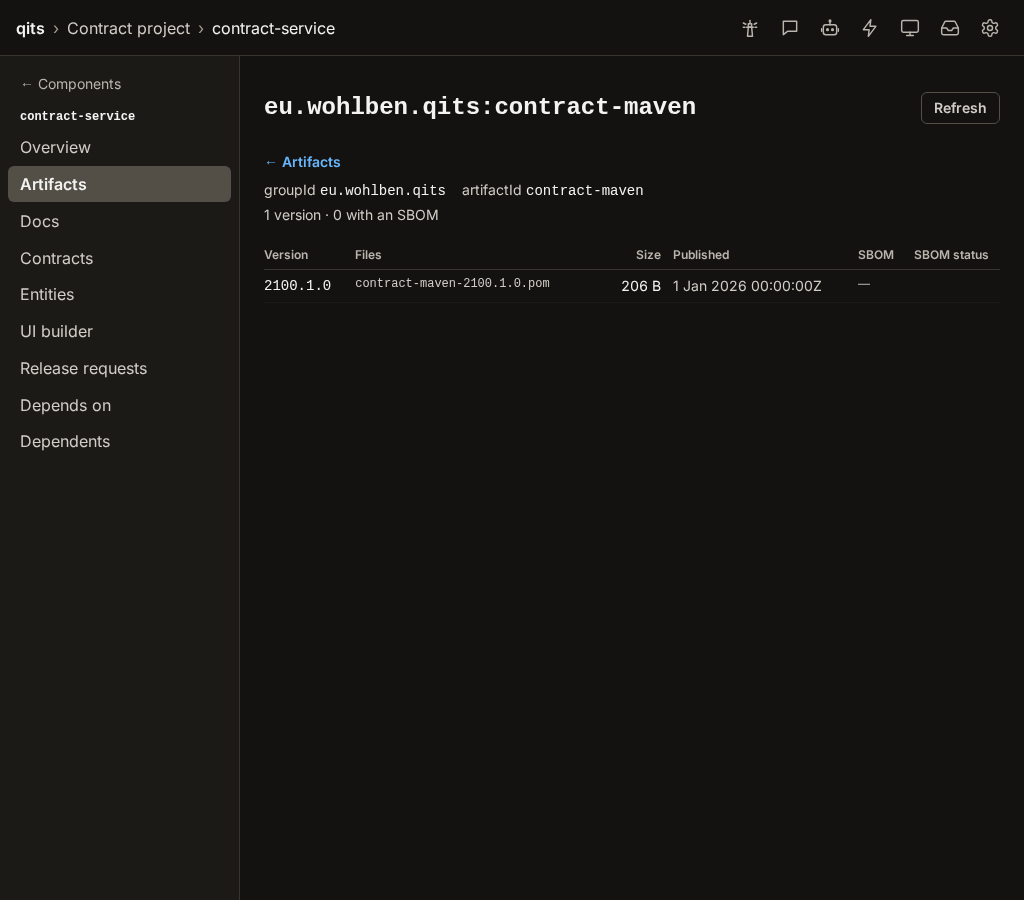 qits › Contract project › contract-service
← Components
contract-service
Overview
Artifacts
Docs
Contracts
Entities
UI builder
Release requests
Depends on
Dependents
eu.wohlben.qits:contract-maven
Refresh
← Artifacts
groupId eu.wohlben.qits artifactId contract-maven
1 version · 0 with an SBOM
Version Files Size Published SBOM SBOM status
2100.1.0 contract-maven-2100.1.0.pom 206 B 1 Jan 2026 00:00:00Z —